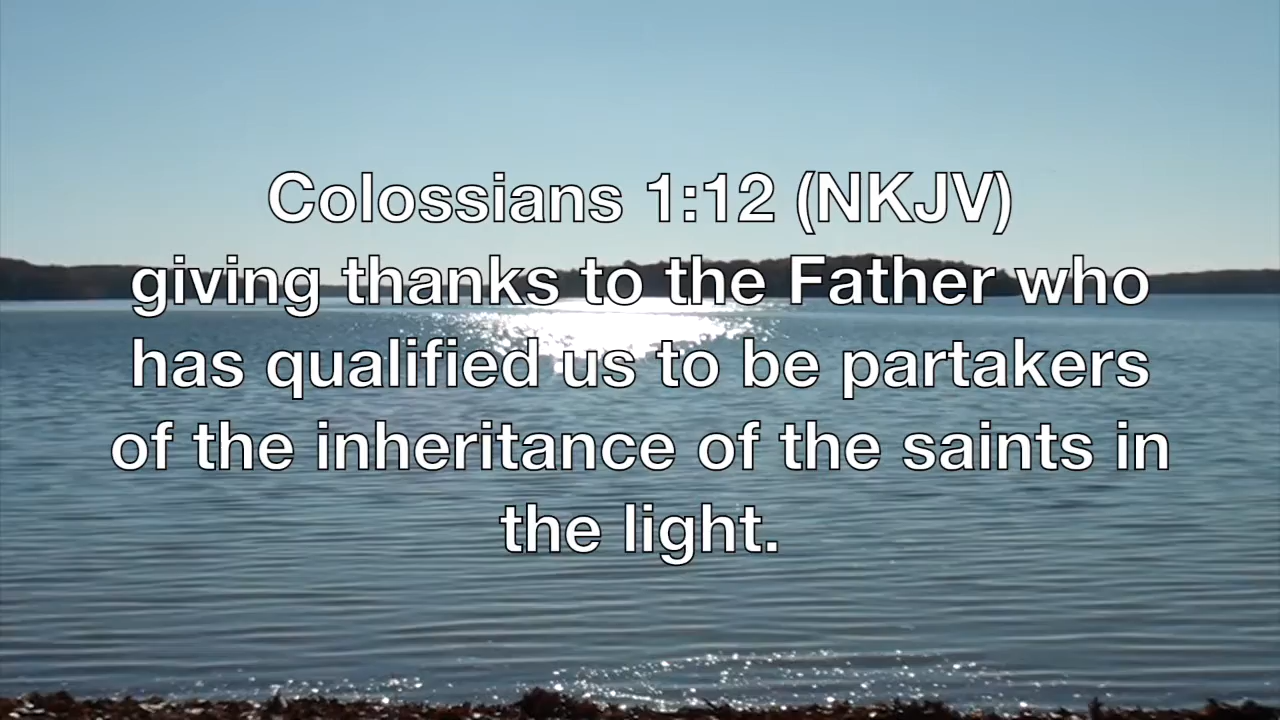 Colossians 1:12 (NKJV)
giving thanks to the Father who
has qualified us to be partakers
of the inheritance of the saints in
the light.